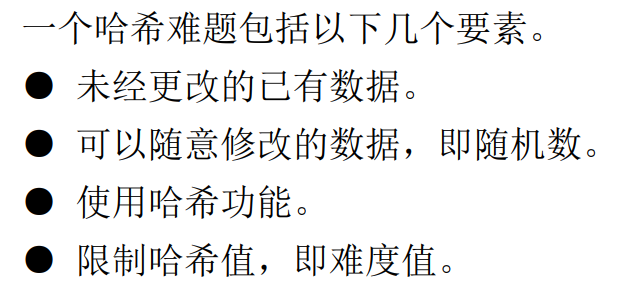 一个哈希难题包括以下几个要素。
● 未经更改的已有数据。
● 可以随意修改的数据，即随机数。
● 使用哈希功能。
● 限制哈希值，即难度值。